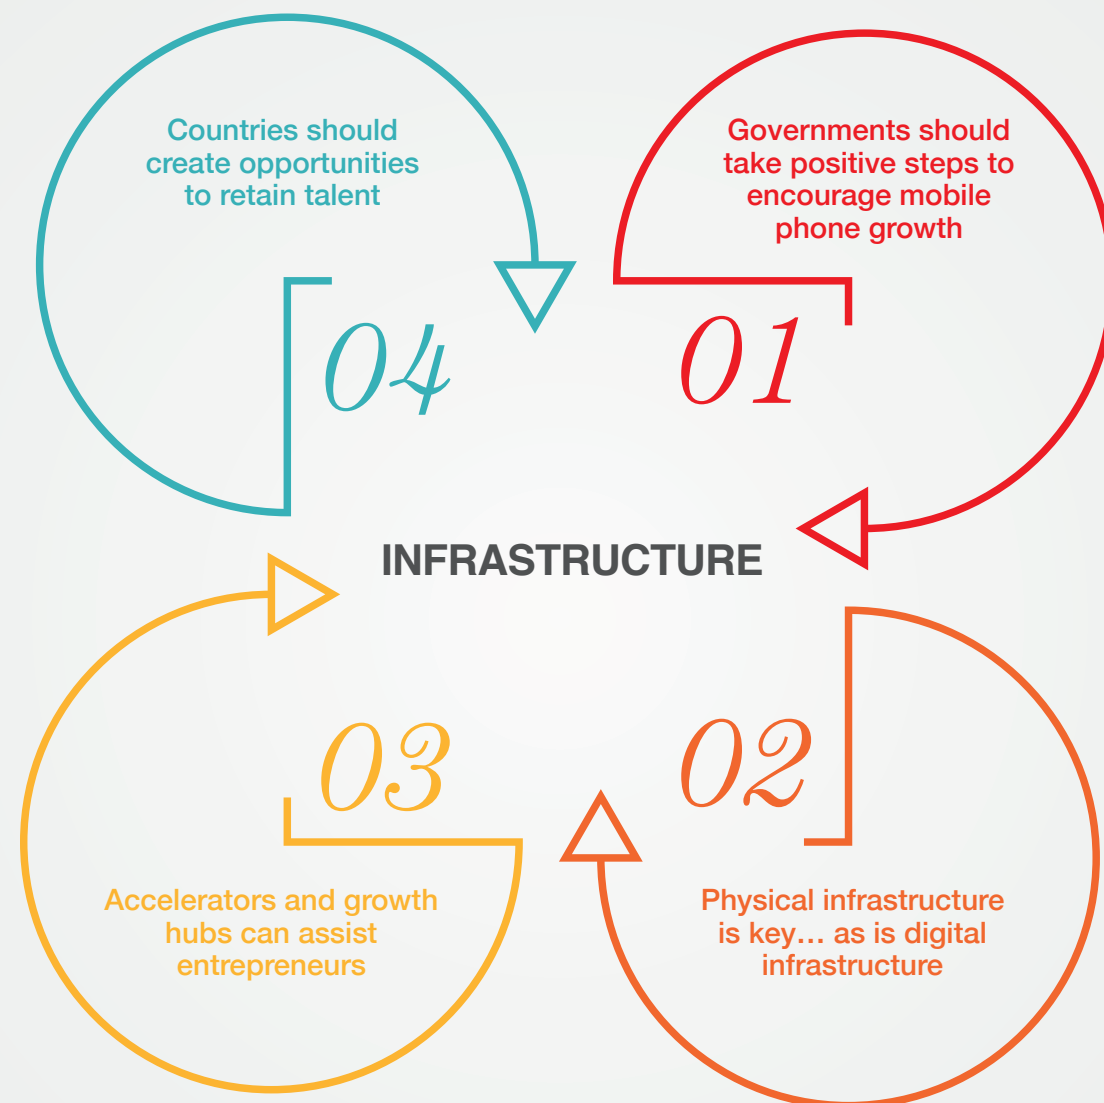 Countries should
create opportunities
to retain talent
04
Governments should
take positive steps to
encourage mobile
phone growth
01
INFRASTRUCTURE
03
Accelerators and growth
hubs can assist
entrepreneurs
02
Physical infrastructure
is key… as is digital
infrastructure